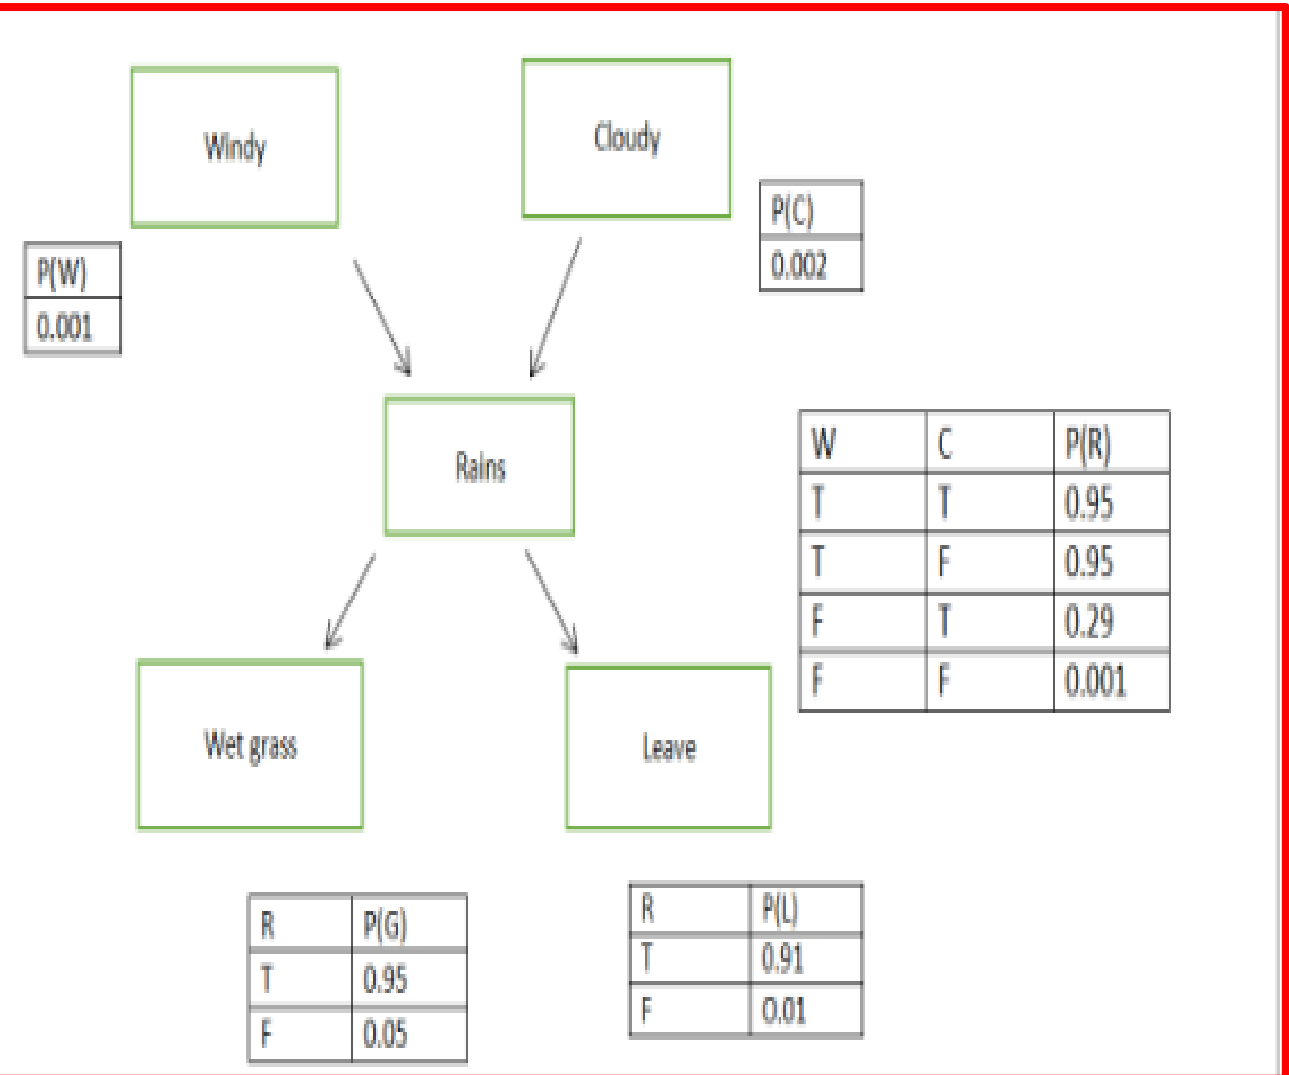 Windy
Cloudy
P(C)
0.002
P(W)
0.001
Rains
W C P(R)
T T 0.95
T F 0.95
F T 0.29
F F 0.001
Wet grass
Leave
R P(G)
T 0.95
F 0.05
R P(L)
T 0.91
F 0.01